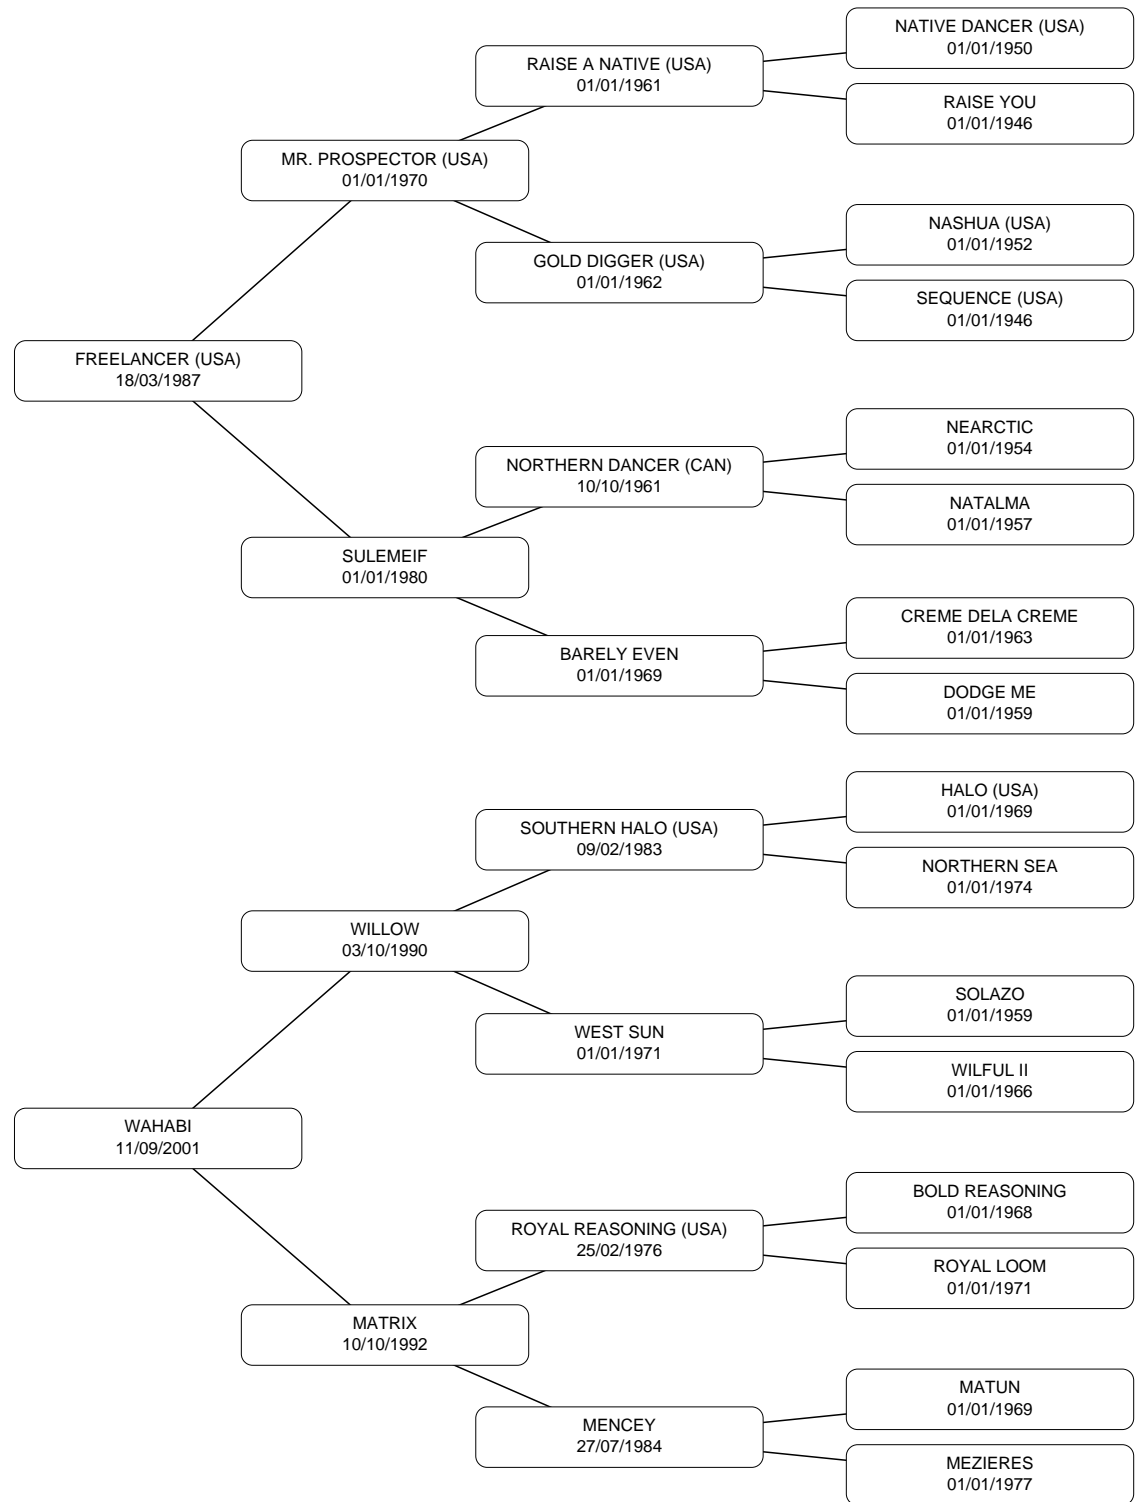 NATIVE DANCER (USA)
01/01/1950
RAISE A NATIVE (USA)
01/01/1961
RAISE YOU
01/01/1946
MR. PROSPECTOR (USA)
01/01/1970
NASHUA (USA)
01/01/1952
GOLD DIGGER (USA)
01/01/1962
SEQUENCE (USA)
01/01/1946
FREELANCER (USA)
18/03/1987
NEARCTIC
01/01/1954
NORTHERN DANCER (CAN)
10/10/1961
NATALMA
01/01/1957
SULEMEIF
01/01/1980
CREME DELA CREME
01/01/1963
BARELY EVEN
01/01/1969
DODGE ME
01/01/1959
HALO (USA)
01/01/1969
SOUTHERN HALO (USA)
09/02/1983
NORTHERN SEA
01/01/1974
WILLOW
03/10/1990
SOLAZO
01/01/1959
WEST SUN
01/01/1971
WILFUL II
01/01/1966
WAHABI
11/09/2001
BOLD REASONING
01/01/1968
ROYAL REASONING (USA)
25/02/1976
ROYAL LOOM
01/01/1971
MATRIX
10/10/1992
MATUN
01/01/1969
MENCEY
27/07/1984
MEZIERES
01/01/1977